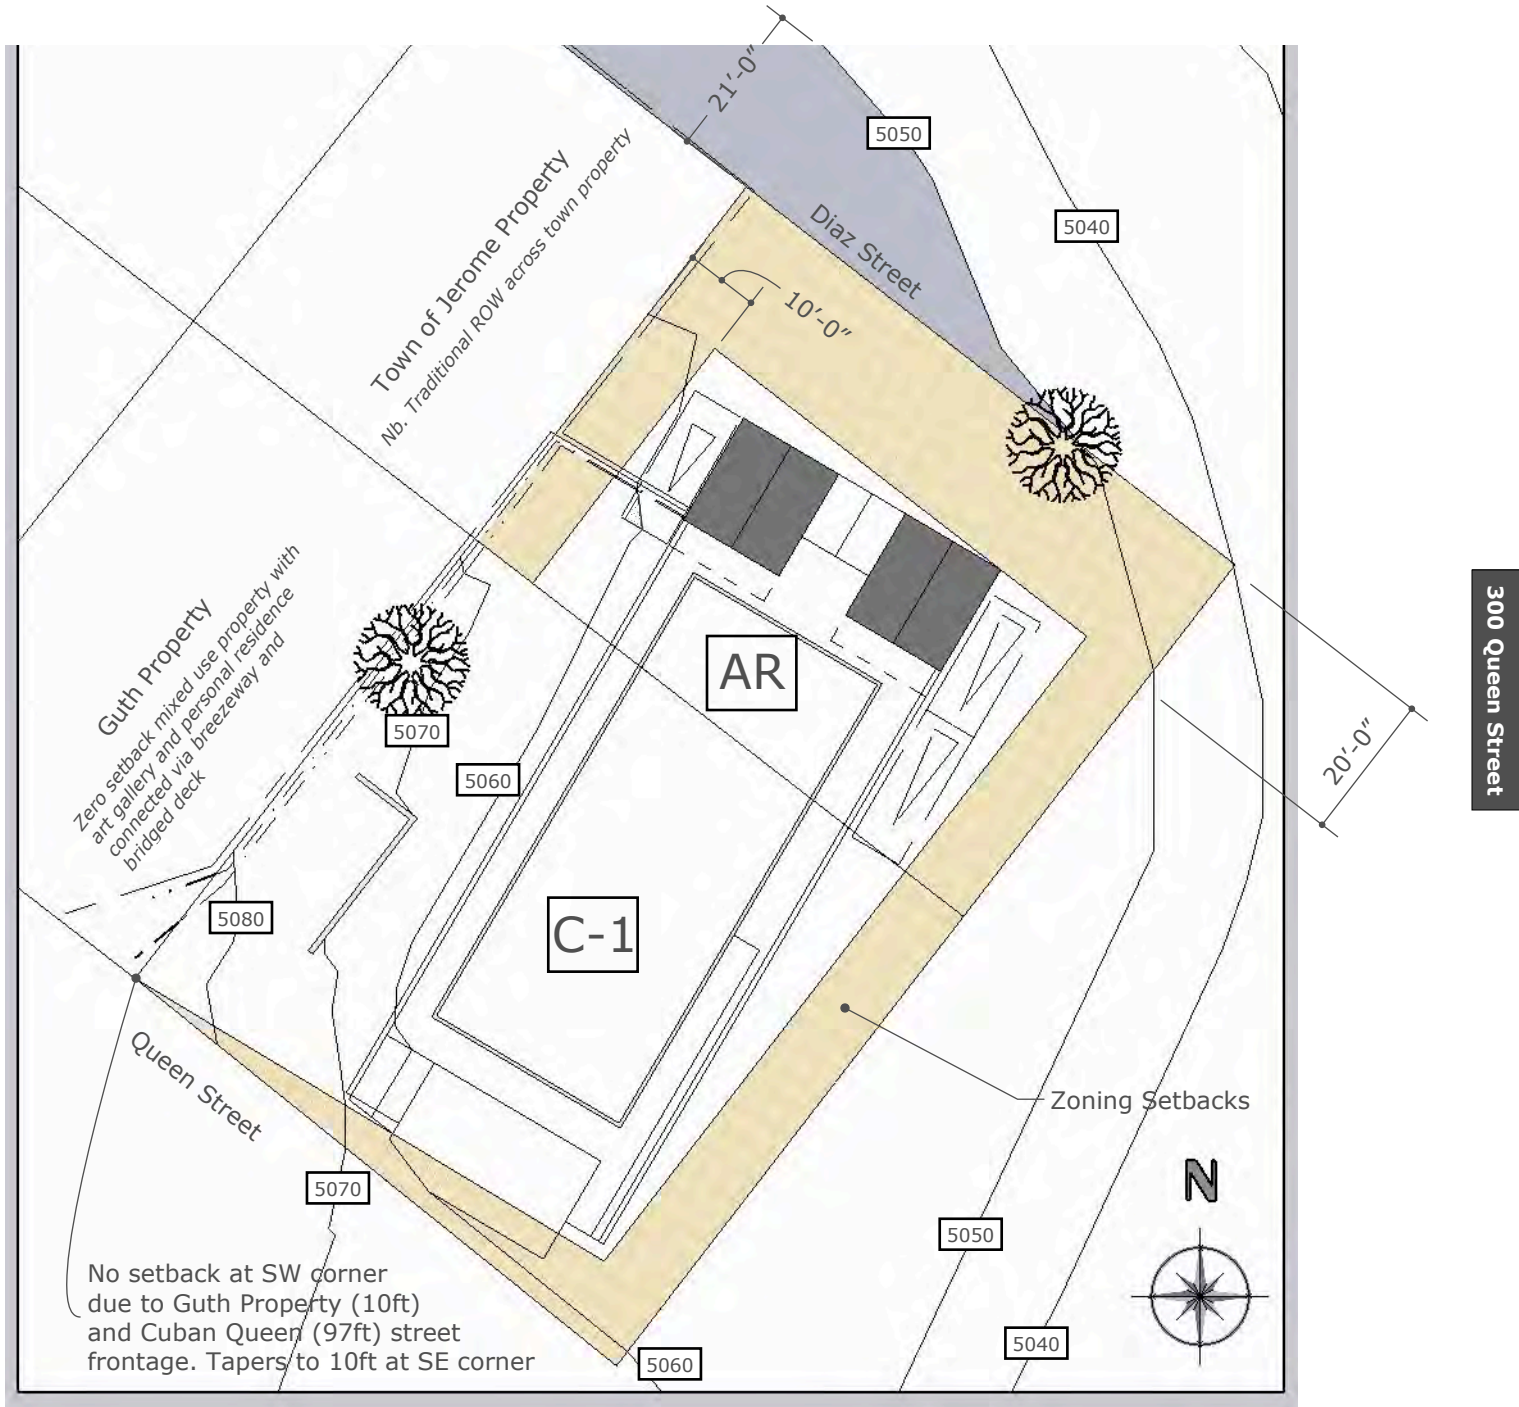 21’-0”
5050
5040
Diaz Street
Town of Jerome Property
Nb. Traditional ROW across town property
10’-0”
300 Queen Street
Guth Property
Zero setback mixed use property with
art gallery and personal residence
connected via breezeway and
bridged deck
AR
5070
5060
20’-0”
5080
C-1
Queen Street
Zoning Setbacks
5070
N
5050
No setback at SW corner
due to Guth Property (10ft)
and Cuban Queen (97ft) street
frontage. Tapers to 10ft at SE corner
5040
5060